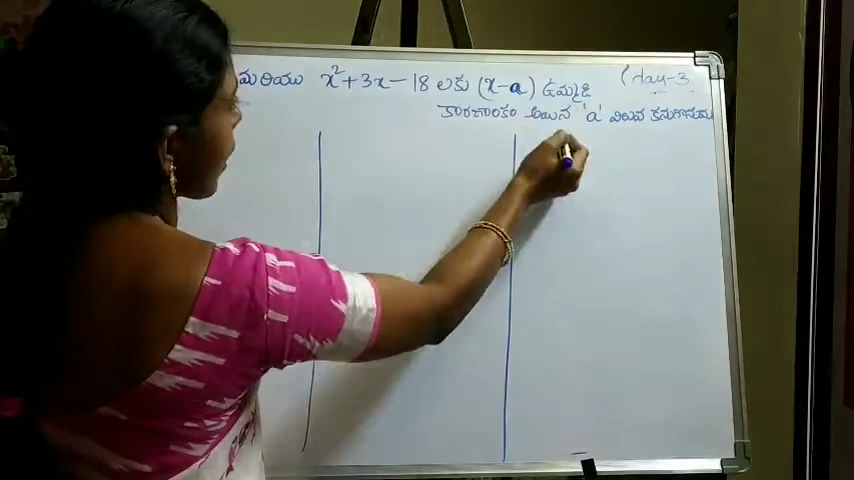 మరియు x²+3x-18 లకు (x-a) ఉమ్మడి (day-3
కారణాంకం అయిన 'a' విలువ కనుగొనుము